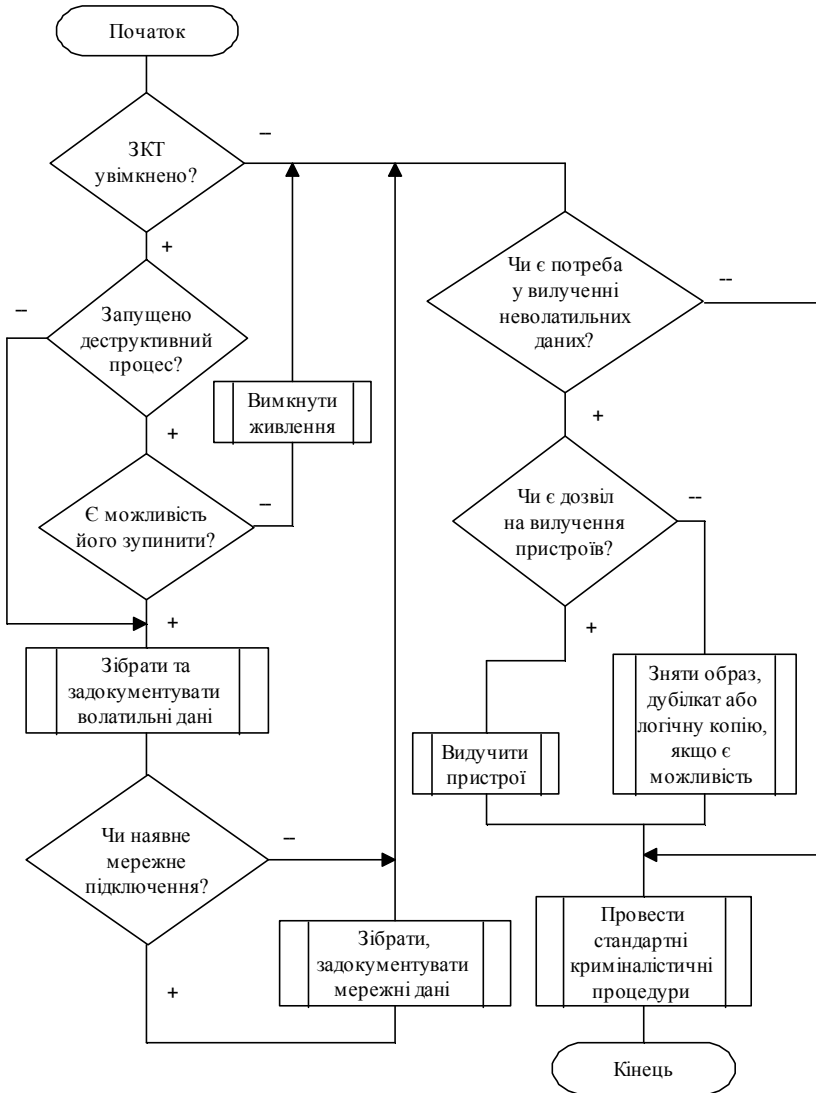 Початок
ЗКТ
увімкнено?
--
+
Запущено
деструктивний
процес?
--
+
Вимкнути
живлення
Є можливість
його зупинити?
--
+
Зібрати та
задокументувати
волатильні дані
Чи наявне
мережне
підключення?
--
+
Зібрати,
задокументувати
мережні дані
Чи є потреба
у вилученні
неволатильних
даних?
--
+
Чи є дозвіл
на вилучення
пристроїв?
--
+
Видучити
пристрої
Зняти образ,
дубілкат або
логічну копію,
якщо є
можливість
Провести
стандартні
криміналістичні
процедури
Кінець